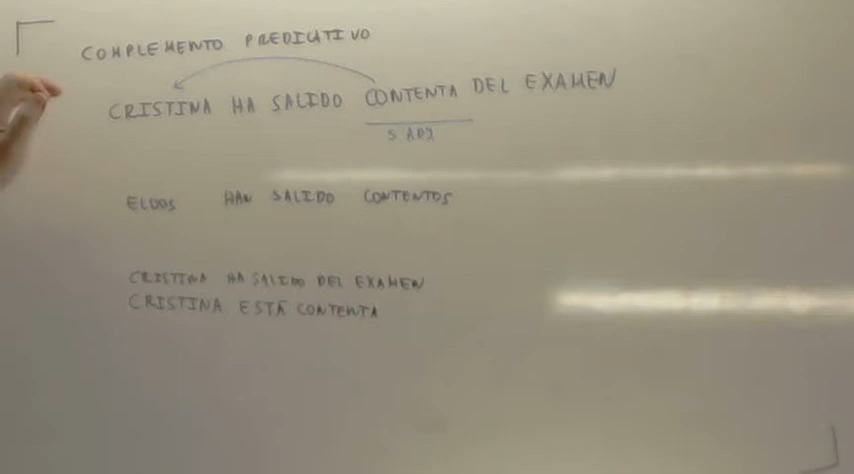 COMPLEMENTO PREDICATIVO
CRISTINA HA SALIDO CONTENTA DEL EXAMEN
S ADJ
ELLOS HAN SALIDO CONTENTOS
CRISTINA HA SALIDO DEL EXAMEN
CRISTINA ESTÁ CONTENTA